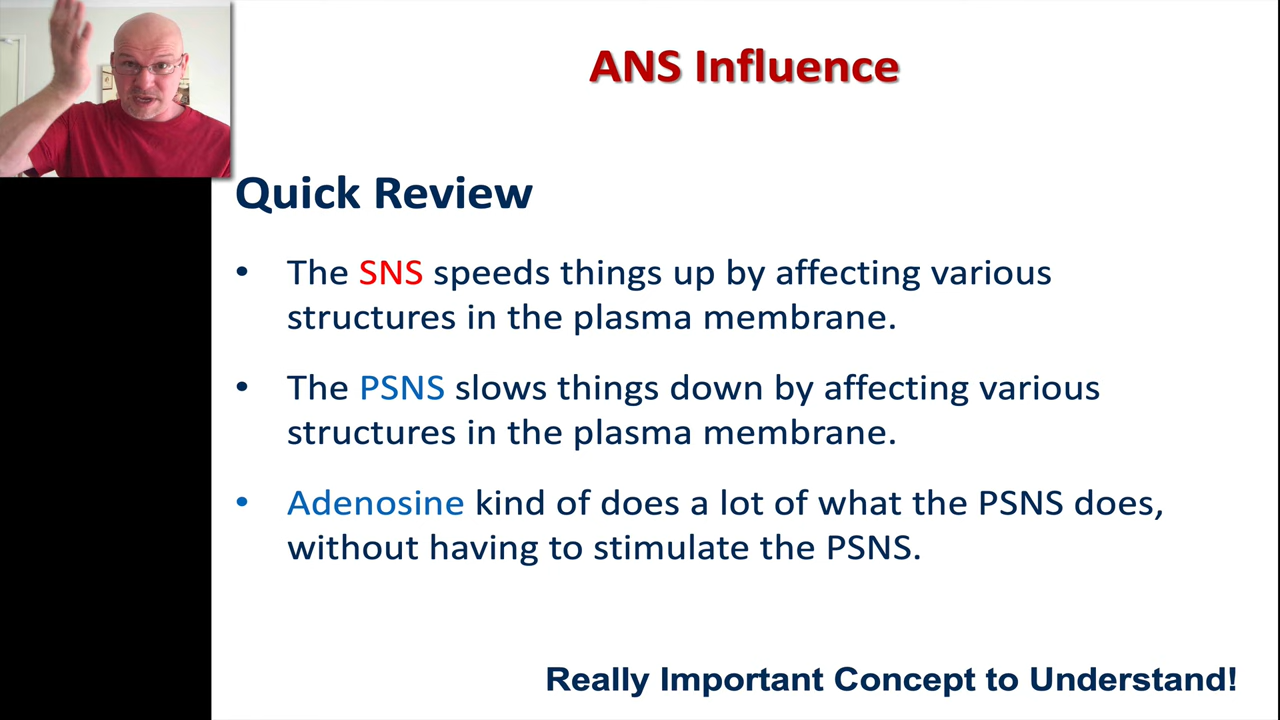 ANS Influence
Quick Review
• The SNS speeds things up by affecting various
structures in the plasma membrane.
• The PSNS slows things down by affecting various
structures in the plasma membrane.
• Adenosine kind of does a lot of what the PSNS does,
without having to stimulate the PSNS.
Really Important Concept to Understand!